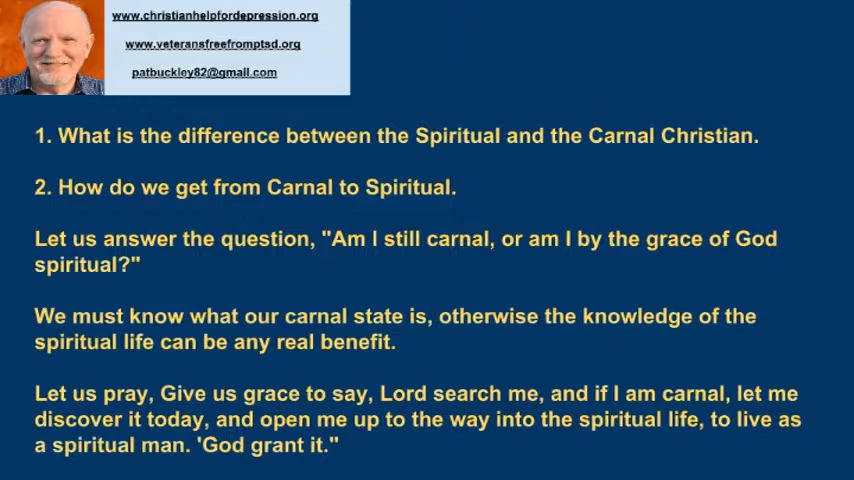 www.christianhelpfordepression.org
www.veteransfreefromptsd.org
patbuckley82@gmail.com
1. What is the difference between the Spiritual and the Carnal Christian.
2. How do we get from Carnal to Spiritual.
Let us answer the question, "Am I still carnal, or am I by the grace of God
spiritual?"
We must know what our carnal state is, otherwise the knowledge of the
spiritual life can be any real benefit.
Let us pray, Give us grace to say, Lord search me, and if I am carnal, let me
discover it today, and open me up to the way into the spiritual life, to live as
a spiritual man. 'God grant it."